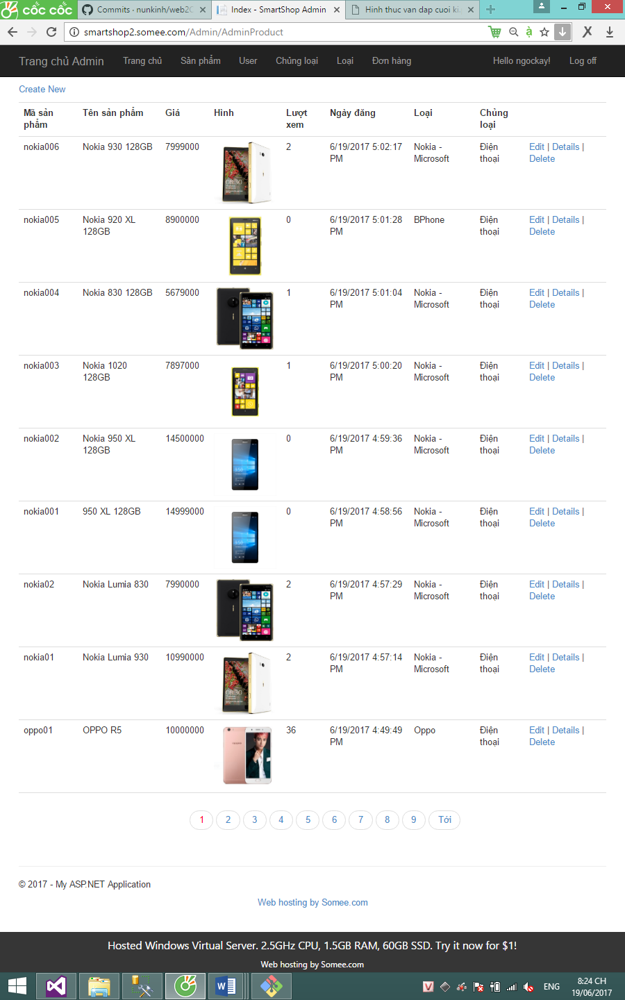 cốc cốc
Commits · nunkinh/web2C
Index - SmartShop Admin
Hinh thuc van dap cuoi ki.
smartshop2.somee.com/Admin/AdminProduct
Trang chủ Admin Trang chủ Sản phẩm User Chủng loại Loại Đơn hàng Hello ngockay! Log off
Create New
Mã sản phẩm Tên sản phẩm Giá Hình Lượt xem Ngày đăng Loại Chủng loại
nokia006 Nokia 930 128GB 7999000 2 6/19/2017 5:02:17 PM Nokia - Microsoft Điện thoại Edit | Details | Delete
nokia005 Nokia 920 XL 128GB 8900000 0 6/19/2017 5:01:28 PM BPhone Điện thoại Edit | Details | Delete
nokia004 Nokia 830 128GB 5679000 1 6/19/2017 5:01:04 PM Nokia - Microsoft Điện thoại Edit | Details | Delete
nokia003 Nokia 1020 128GB 7897000 1 6/19/2017 5:00:20 PM Nokia - Microsoft Điện thoại Edit | Details | Delete
nokia002 Nokia 950 XL 128GB 14500000 0 6/19/2017 4:59:36 PM Nokia - Microsoft Điện thoại Edit | Details | Delete
nokia001 950 XL 128GB 14999000 0 6/19/2017 4:58:56 PM Nokia - Microsoft Điện thoại Edit | Details | Delete
nokia02 Nokia Lumia 830 7990000 2 6/19/2017 4:57:29 PM Nokia - Microsoft Điện thoại Edit | Details | Delete
nokia01 Nokia Lumia 930 10990000 2 6/19/2017 4:57:14 PM Nokia - Microsoft Điện thoại Edit | Details | Delete
oppo01 OPPO R5 10000000 36 6/19/2017 4:49:49 PM Oppo Điện thoại Edit | Details | Delete
1 2 3 4 5 6 7 8 9 Tới
© 2017 - My ASP.NET Application
Web hosting by Somee.com
Hosted Windows Virtual Server. 2.5GHz CPU, 1.5GB RAM, 60GB SSD. Try it now for $1!
Web hosting by Somee.com
ENG
8:24 CH
19/06/2017